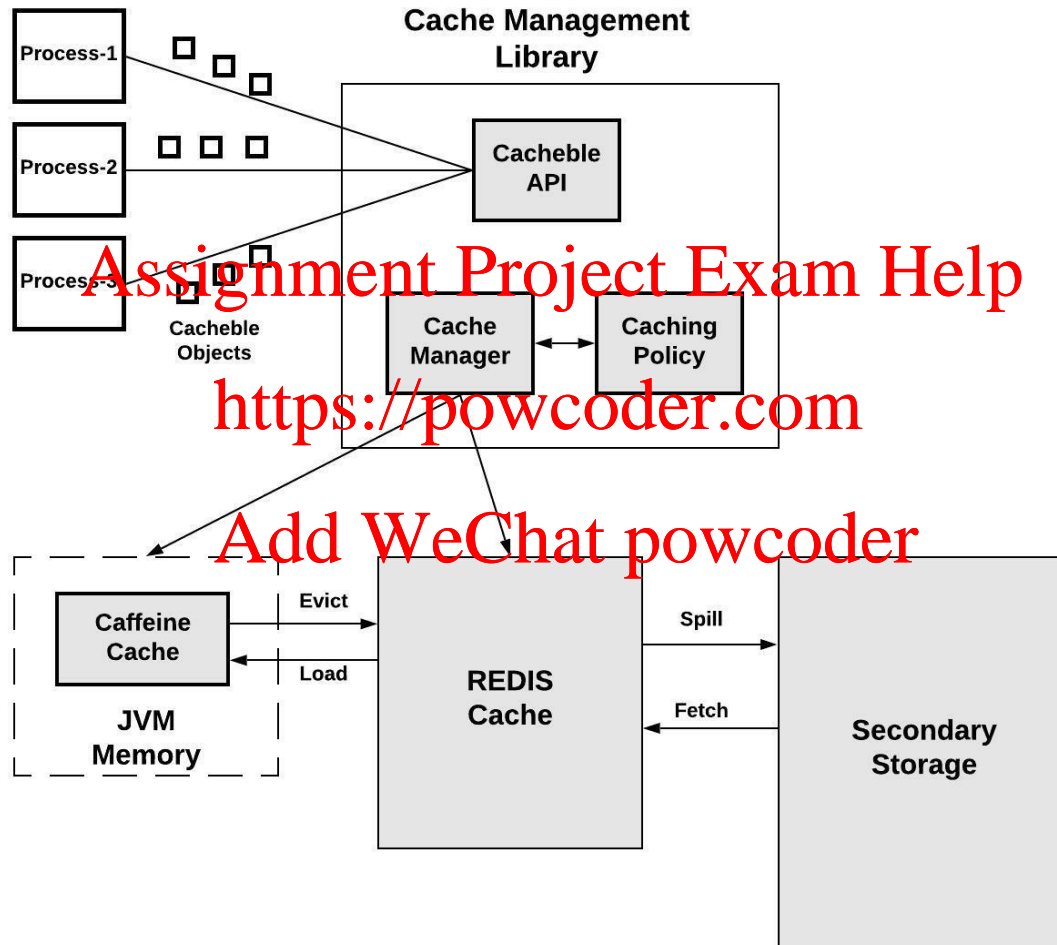 Cache Management
Library
Process-1
Process-2
Process-3
Cacheble
Objects
Cacheble
API
Assignment Project Exam Help
Cache
Manager
Caching
Policy
https://powcoder.com
Add WeChat powcoder
Caffeine
Cache
JVM
Memory
Evict
Load
REDIS
Cache
Spill
Fetch
Secondary
Storage